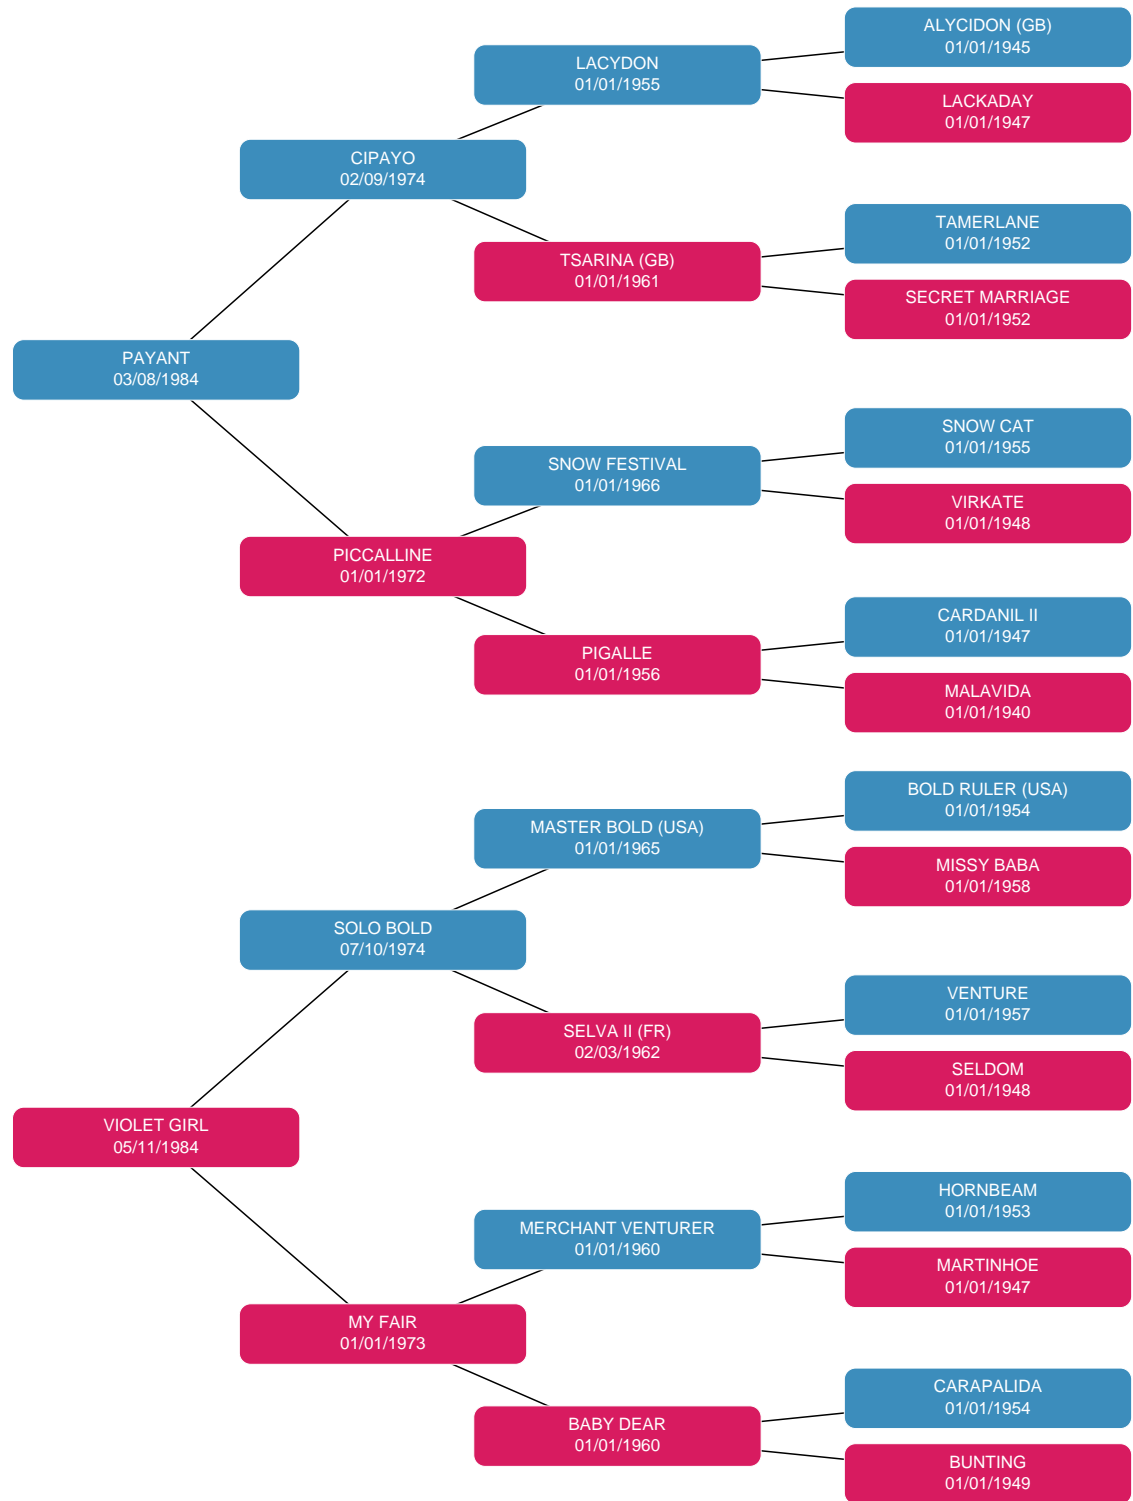 ALYCIDON (GB)
01/01/1945
LACYDON
01/01/1955
LACKADAY
01/01/1947
CIPAYO
02/09/1974
TAMERLANE
01/01/1952
TSARINA (GB)
01/01/1961
SECRET MARRIAGE
01/01/1952
PAYANT
03/08/1984
SNOW CAT
01/01/1955
SNOW FESTIVAL
01/01/1966
VIRKATE
01/01/1948
PICCALLINE
01/01/1972
CARDANIL II
01/01/1947
PIGALLE
01/01/1956
MALAVIDA
01/01/1940
BOLD RULER (USA)
01/01/1954
MASTER BOLD (USA)
01/01/1965
MISSY BABA
01/01/1958
SOLO BOLD
07/10/1974
VENTURE
01/01/1957
SELVA II (FR)
02/03/1962
SELDOM
01/01/1948
VIOLET GIRL
05/11/1984
HORNBEAM
01/01/1953
MERCHANT VENTURER
01/01/1960
MARTINHOE
01/01/1947
MY FAIR
01/01/1973
CARAPALIDA
01/01/1954
BABY DEAR
01/01/1960
BUNTING
01/01/1949